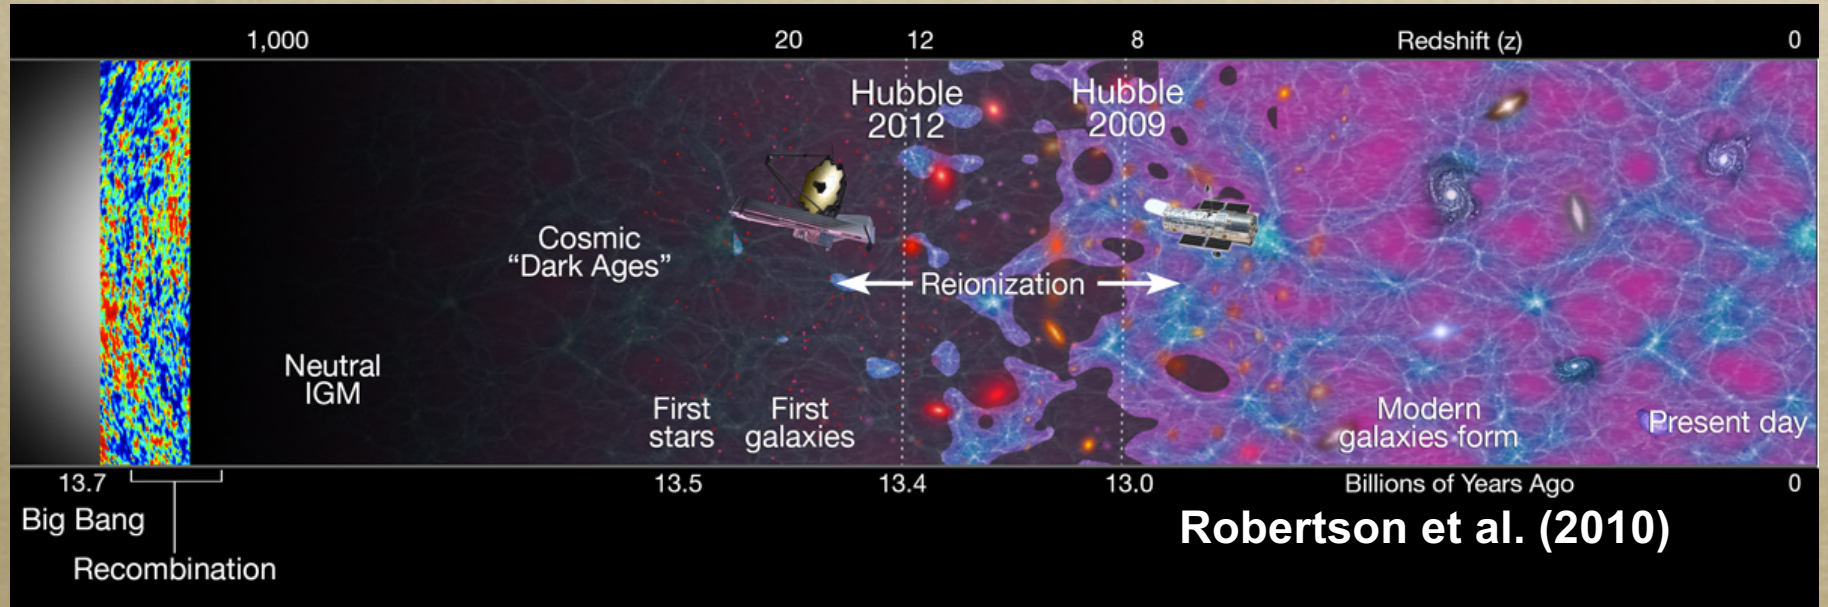 1,000 20 12 8 Redshift (z) 0
Hubble
2012
Hubble
2009
Cosmic
“Dark Ages”
Reionization
Neutral
IGM
First
stars
First
galaxies
Modern
galaxies form
Present day
13.7 13.5 13.4 13.0 Billions of Years Ago 0
Big Bang
Recombination
Robertson et al. (2010)